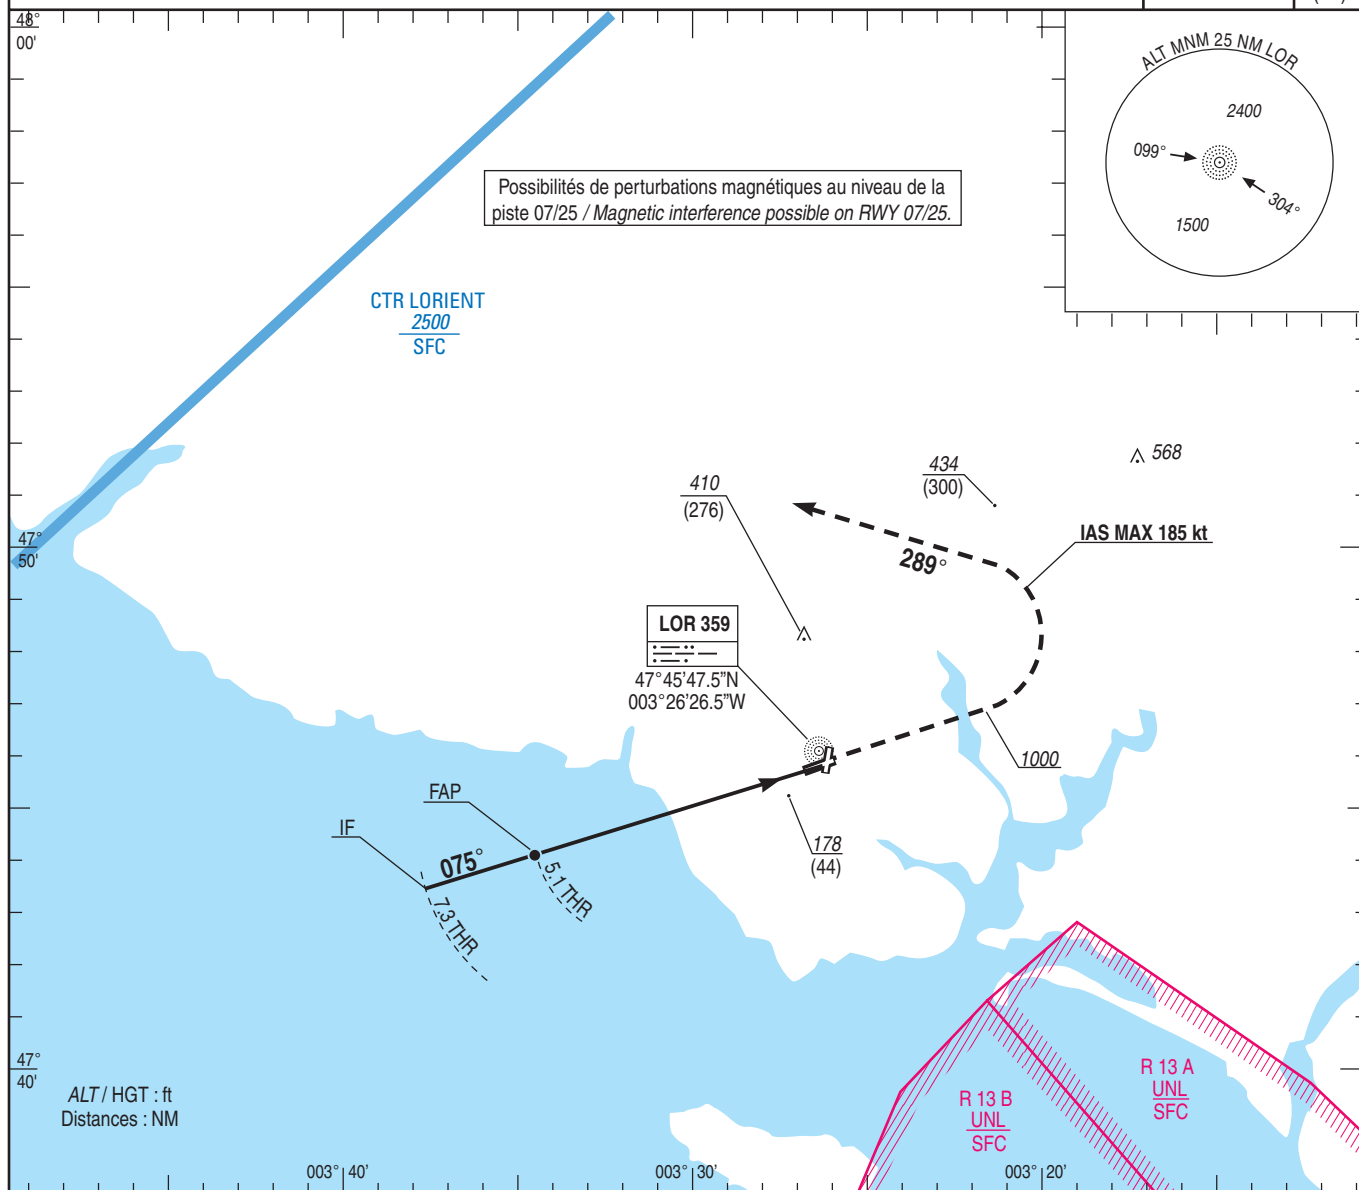 48°
00'
ALT MNM 25 NM LOR
2400
099°
304°
1500
Possibilités de perturbations magnétiques au niveau de la
piste 07/25 / Magnetic interference possible on RWY 07/25.
CTR LORIENT
2500
SFC
568
434
(300)
410
(276)
47°
50'
IAS MAX 185 kt
289°
LOR 359
47°45'47.5"N
003°26'26.5"W
1000
FAP
IF
075°
5.1 THR
7.3 THR
178
(44)
47°
40'
ALT / HGT : ft
Distances : NM
R 13 A
UNL
SFC
R 13 B
UNL
SFC
003° 40'
003° 30'
003° 20'